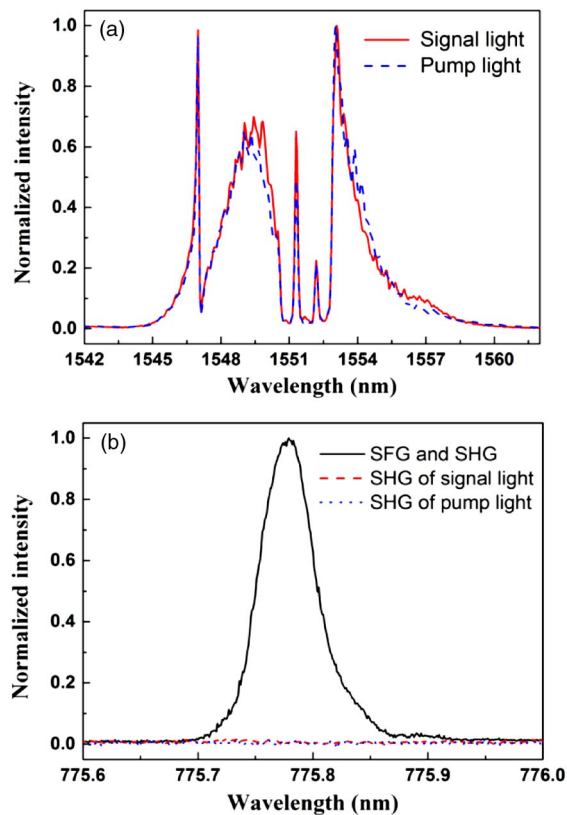 (a)
Signal light
Pump light
Normalized intensity
1.0
0.8
0.6
0.4
0.2
0.0
1542 1545 1548 1551 1554 1557 1560
Wavelength (nm)
(b)
SFG and SHG
SHG of signal light
SHG of pump light
Normalized intensity
1.0
0.8
0.6
0.4
0.2
0.0
775.6 775.7 775.8 775.9 776.0
Wavelength (nm)